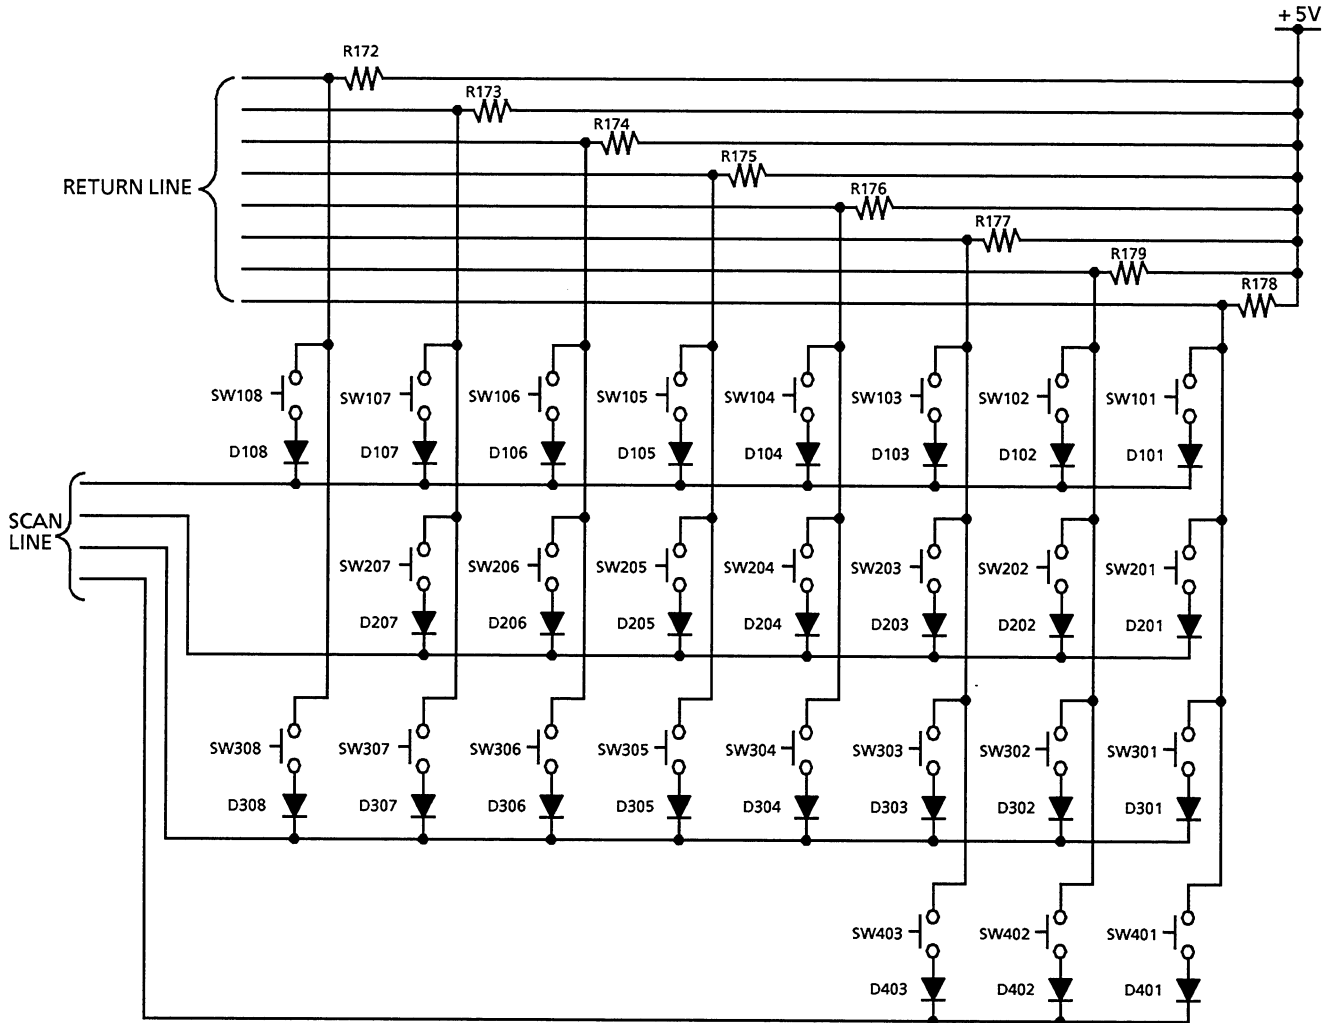 +5V
R172
R173
R174
R175
R176
R177
R179
R178
RETURN LINE
SW108 SW107 SW106 SW105 SW104 SW103 SW102 SW101
D108 D107 D106 D105 D104 D103 D102 D101
SCAN
LINE
SW207 SW206 SW205 SW204 SW203 SW202 SW201
D207 D206 D205 D204 D203 D202 D201
SW308 SW307 SW306 SW305 SW304 SW303 SW302 SW301
D308 D307 D306 D305 D304 D303 D302 D301
SW403 SW402 SW401
D403 D402 D401